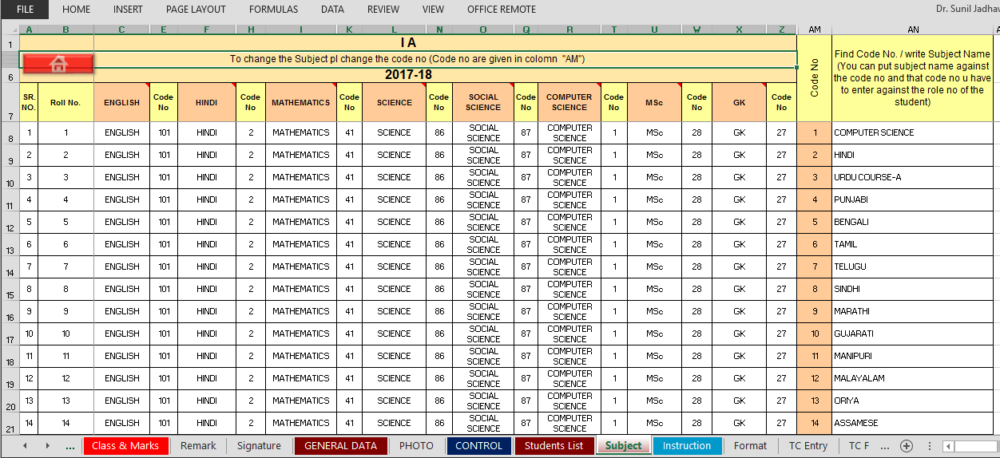 FILE HOME INSERT PAGE LAYOUT FORMULAS DATA REVIEW VIEW OFFICE REMOTE Dr. Sunil Jadhav
A B C E F H I K L N O Q R T U W X Z AM AN
1 I A
To change the Subject pl change the code no (Code no are given in colomn "AM")
6 2017-18
Code No
Find Code No. / write Subject Name
(You can put subject name against
the code no and that code no u have
to enter against the role no of the
student)
7 SR. NO. Roll No. ENGLISH Code No HINDI Code No MATHEMATICS Code No SCIENCE Code No SOCIAL SCIENCE Code No COMPUTER SCIENCE Code No MSc Code No GK Code No
8 1 1 ENGLISH 101 HINDI 2 MATHEMATICS 41 SCIENCE 86 SOCIAL SCIENCE 87 COMPUTER SCIENCE 1 MSc 28 GK 27 1 COMPUTER SCIENCE
9 2 2 ENGLISH 101 HINDI 2 MATHEMATICS 41 SCIENCE 86 SOCIAL SCIENCE 87 COMPUTER SCIENCE 1 MSc 28 GK 27 2 HINDI
10 3 3 ENGLISH 101 HINDI 2 MATHEMATICS 41 SCIENCE 86 SOCIAL SCIENCE 87 COMPUTER SCIENCE 1 MSc 28 GK 27 3 URDU COURSE-A
11 4 4 ENGLISH 101 HINDI 2 MATHEMATICS 41 SCIENCE 86 SOCIAL SCIENCE 87 COMPUTER SCIENCE 1 MSc 28 GK 27 4 PUNJABI
12 5 5 ENGLISH 101 HINDI 2 MATHEMATICS 41 SCIENCE 86 SOCIAL SCIENCE 87 COMPUTER SCIENCE 1 MSc 28 GK 27 5 BENGALI
13 6 6 ENGLISH 101 HINDI 2 MATHEMATICS 41 SCIENCE 86 SOCIAL SCIENCE 87 COMPUTER SCIENCE 1 MSc 28 GK 27 6 TAMIL
14 7 7 ENGLISH 101 HINDI 2 MATHEMATICS 41 SCIENCE 86 SOCIAL SCIENCE 87 COMPUTER SCIENCE 1 MSc 28 GK 27 7 TELUGU
15 8 8 ENGLISH 101 HINDI 2 MATHEMATICS 41 SCIENCE 86 SOCIAL SCIENCE 87 COMPUTER SCIENCE 1 MSc 28 GK 27 8 SINDHI
16 9 9 ENGLISH 101 HINDI 2 MATHEMATICS 41 SCIENCE 86 SOCIAL SCIENCE 87 COMPUTER SCIENCE 1 MSc 28 GK 27 9 MARATHI
17 10 10 ENGLISH 101 HINDI 2 MATHEMATICS 41 SCIENCE 86 SOCIAL SCIENCE 87 COMPUTER SCIENCE 1 MSc 28 GK 27 10 GUJARATI
18 11 11 ENGLISH 101 HINDI 2 MATHEMATICS 41 SCIENCE 86 SOCIAL SCIENCE 87 COMPUTER SCIENCE 1 MSc 28 GK 27 11 MANIPURI
19 12 12 ENGLISH 101 HINDI 2 MATHEMATICS 41 SCIENCE 86 SOCIAL SCIENCE 87 COMPUTER SCIENCE 1 MSc 28 GK 27 12 MALAYALAM
20 13 13 ENGLISH 101 HINDI 2 MATHEMATICS 41 SCIENCE 86 SOCIAL SCIENCE 87 COMPUTER SCIENCE 1 MSc 28 GK 27 13 ORIYA
21 14 14 ENGLISH 101 HINDI 2 MATHEMATICS 41 SCIENCE 86 SOCIAL SCIENCE 87 COMPUTER SCIENCE 1 MSc 28 GK 27 14 ASSAMESE
... Class & Marks Remark Signature GENERAL DATA PHOTO CONTROL Students List Subject Instruction Format TC Entry TC F ...